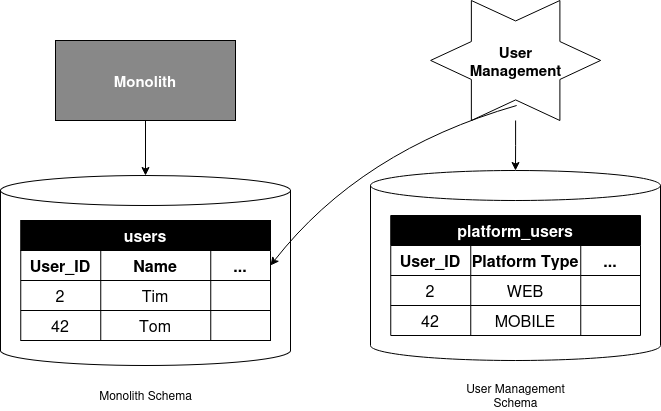 Monolith
User
Management
users
User_ID Name ...
2 Tim
42 Tom
Monolith Schema
platform_users
User_ID Platform Type ...
2 WEB
42 MOBILE
User Management
Schema